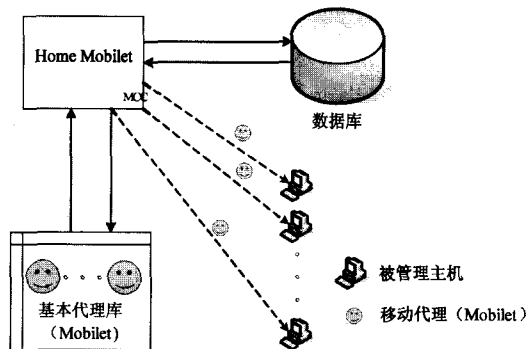 Home Mobilet
MCC
数据库
基本代理库
（Mobilet）
被管理主机
移动代理（Mobilet）